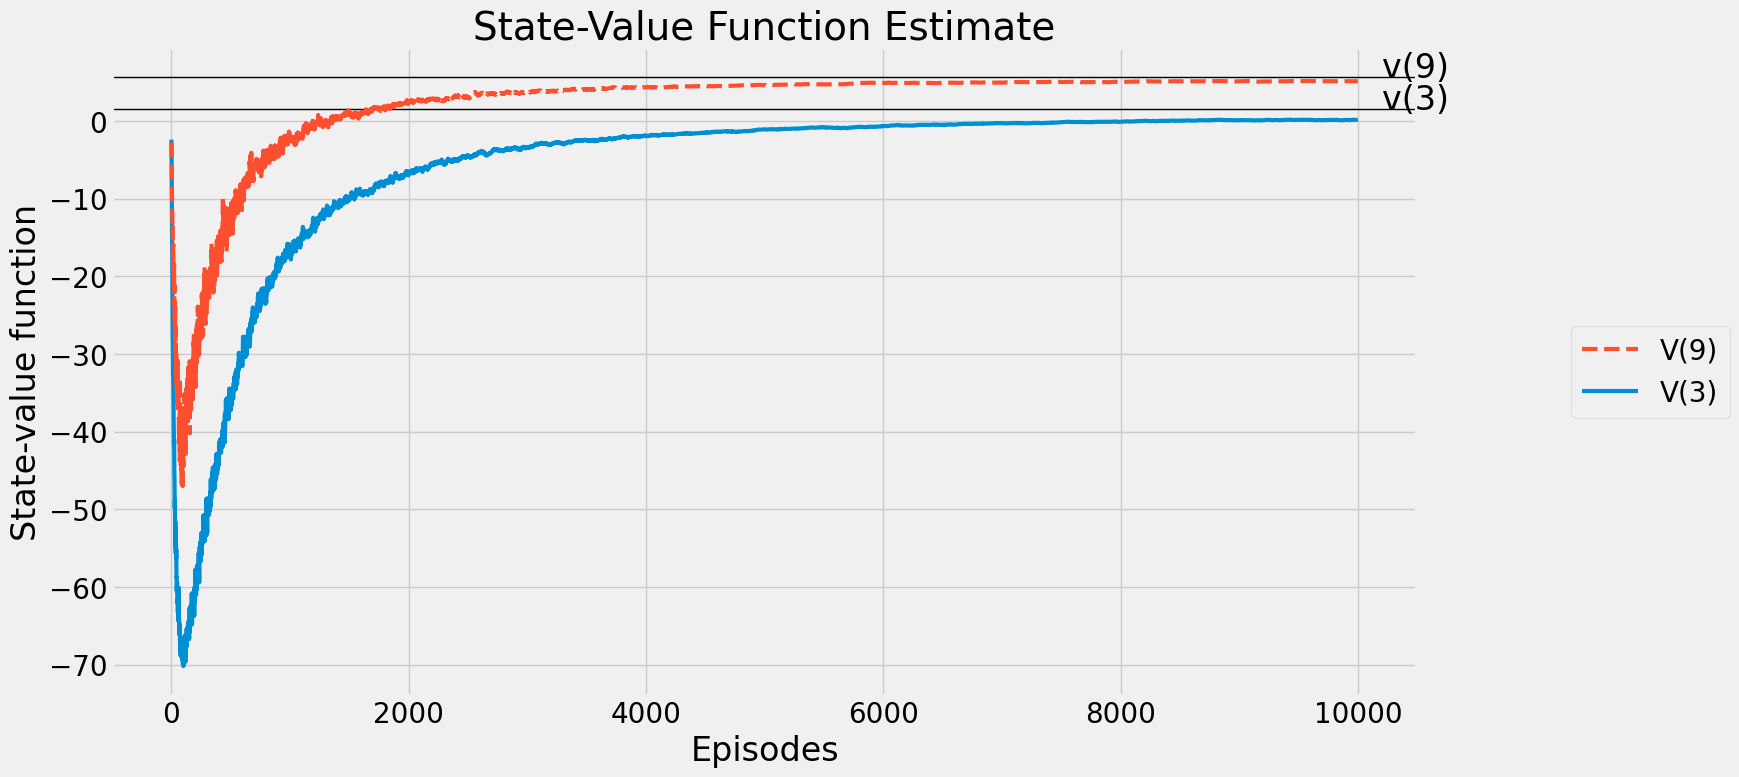 State-Value Function Estimate
v(9)
v(3)
0
−10
−20
−30
−40
−50
−60
−70
State-value function
0 2000 4000 6000 8000 10000
Episodes
V(9)
V(3)